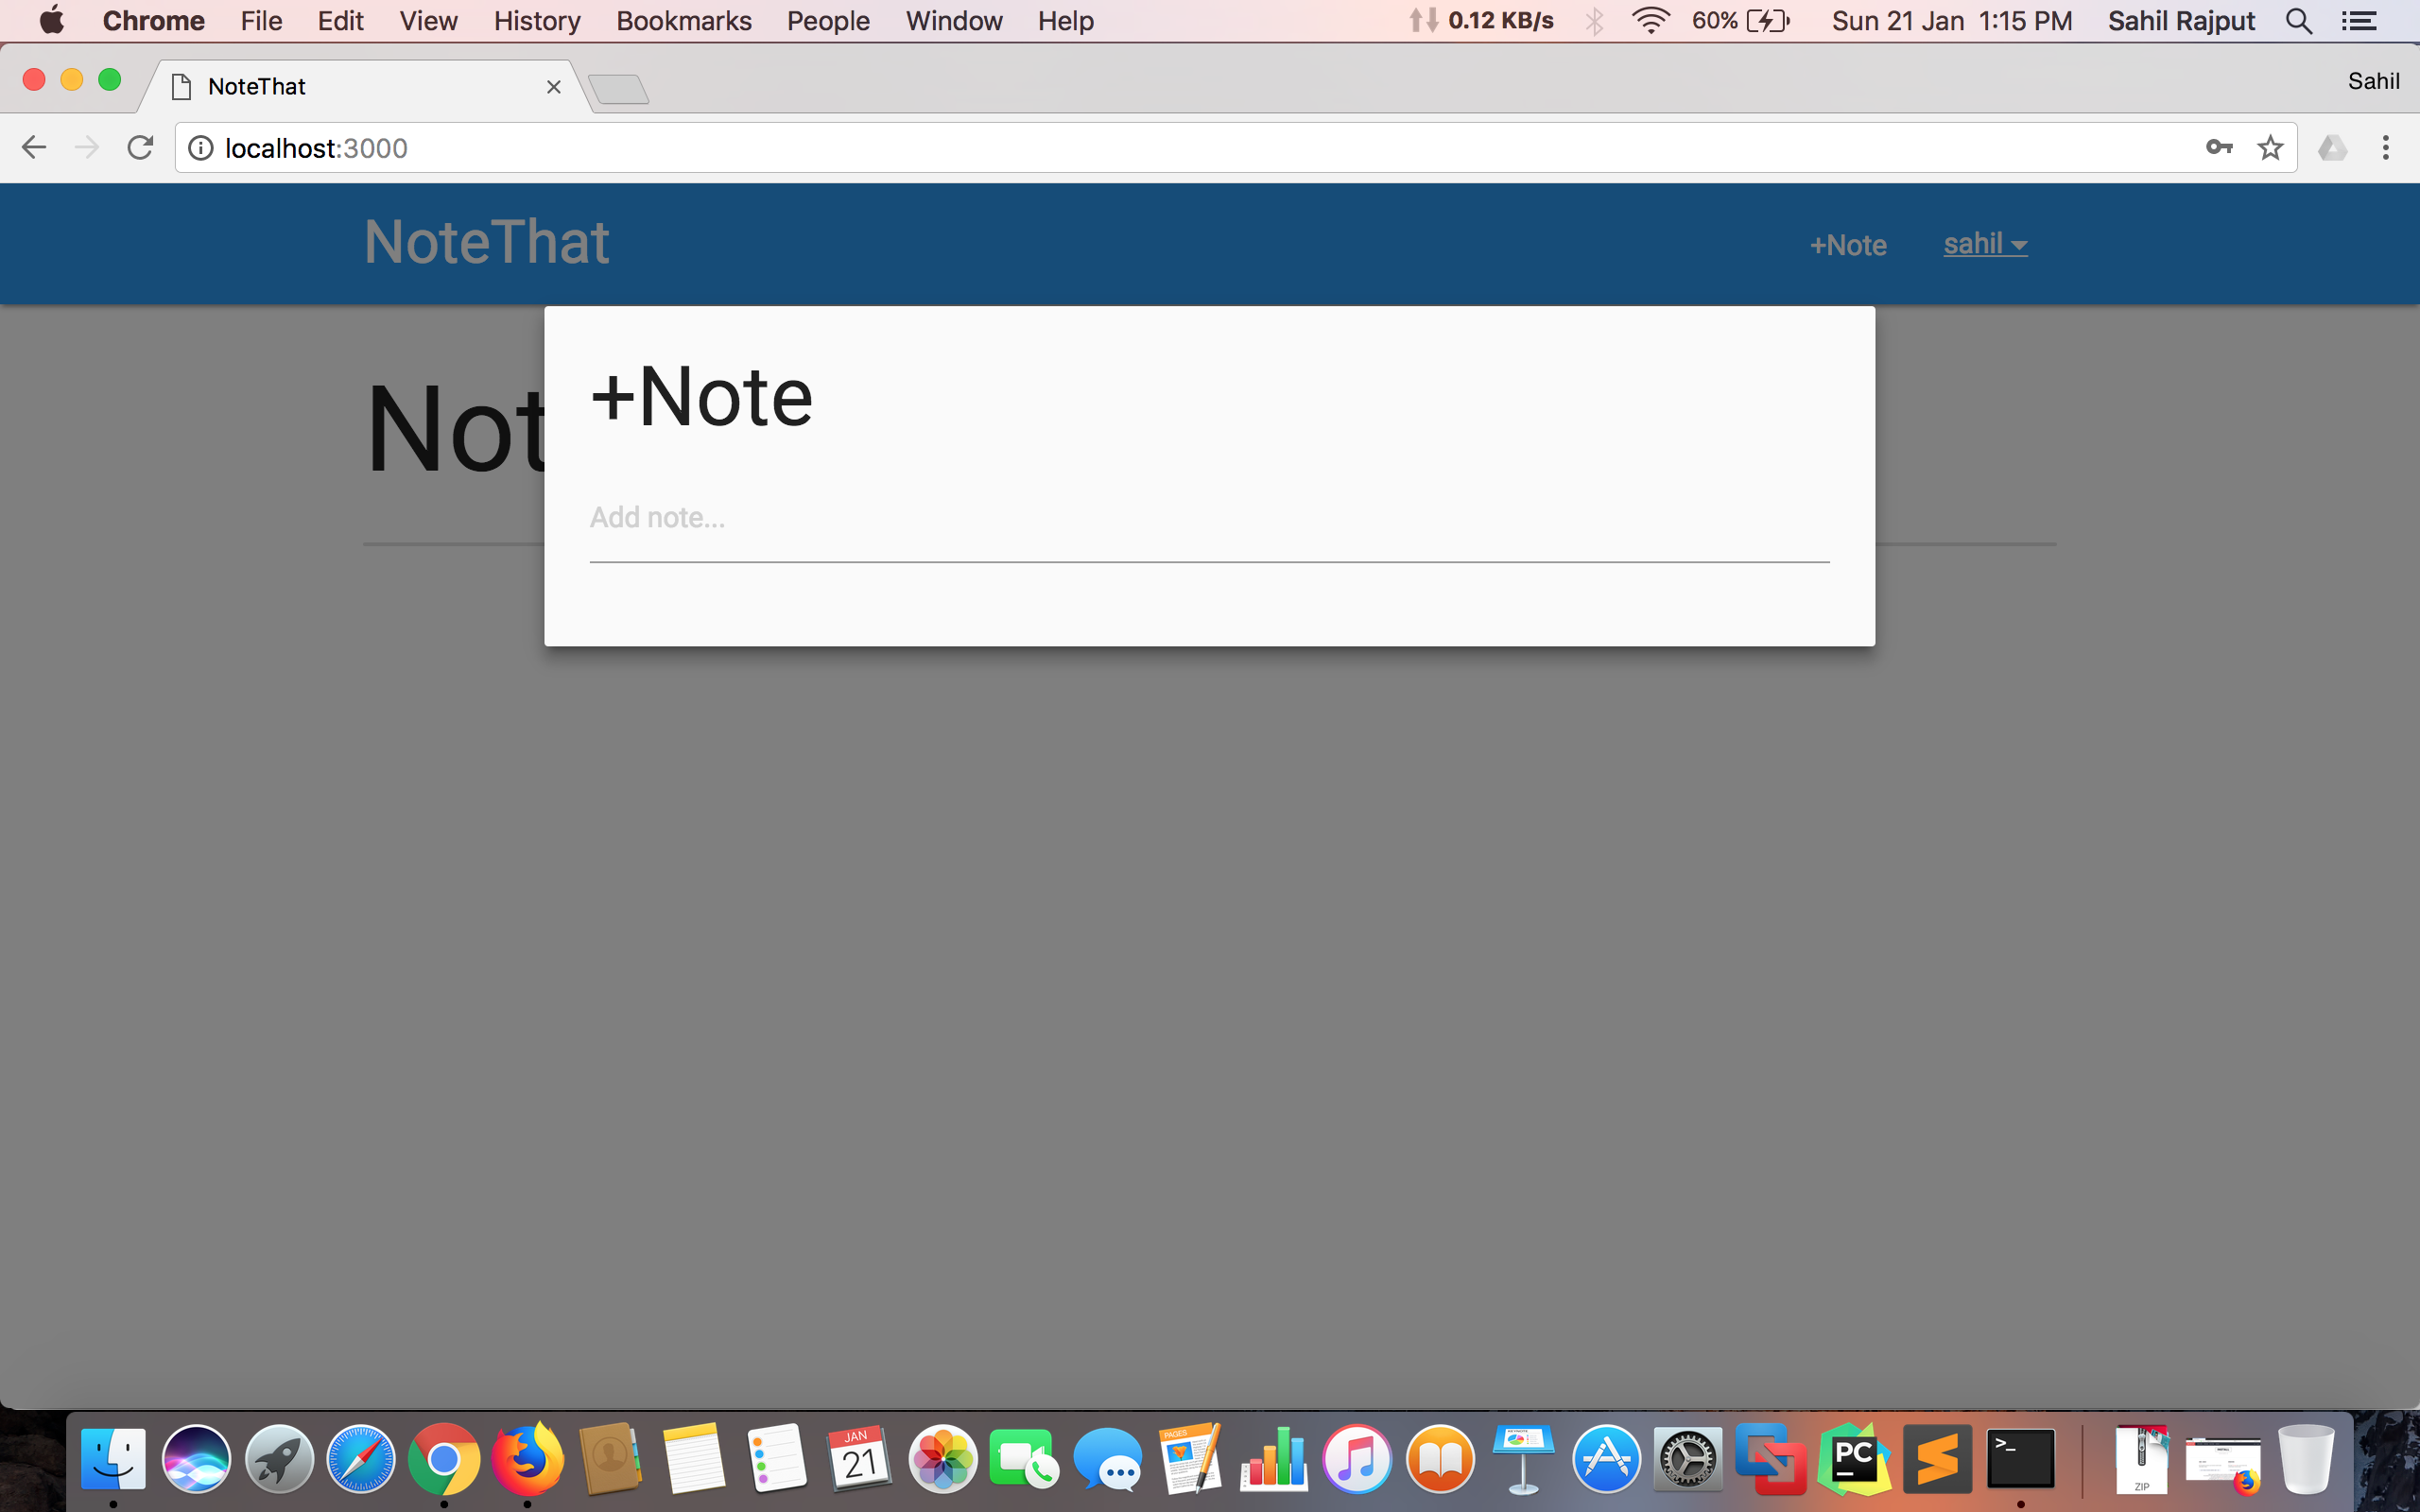 Chrome File Edit View History Bookmarks People Window Help 0.12 KB/s 60% Sun 21 Jan 1:15 PM Sahil Rajput
NoteThat
Sahil
localhost:3000
NoteThat +Note sahil
Not
+Note
Add note...
JAN
21
PAGES
PC
>_
ZIP